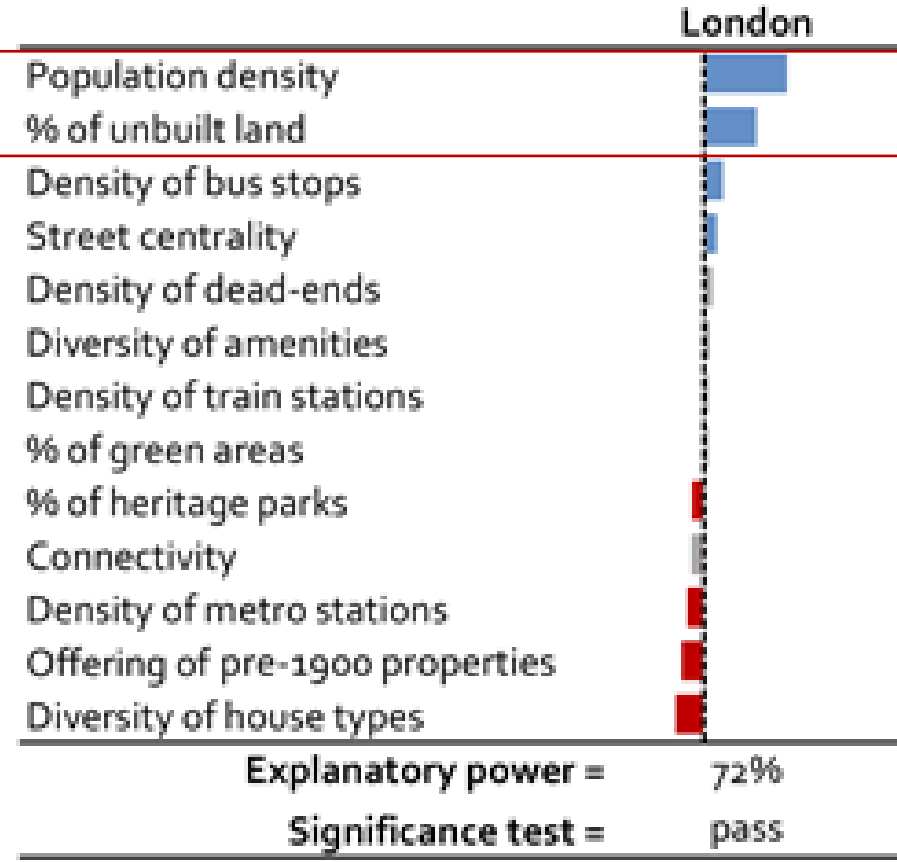 London
Population density
% of unbuilt land
Density of bus stops
Street centrality
Density of dead-ends
Diversity of amenities
Density of train stations
% of green areas
% of heritage parks
Connectivity
Density of metro stations
Offering of pre-1900 properties
Diversity of house types
Explanatory power = 72%
Significance test = pass